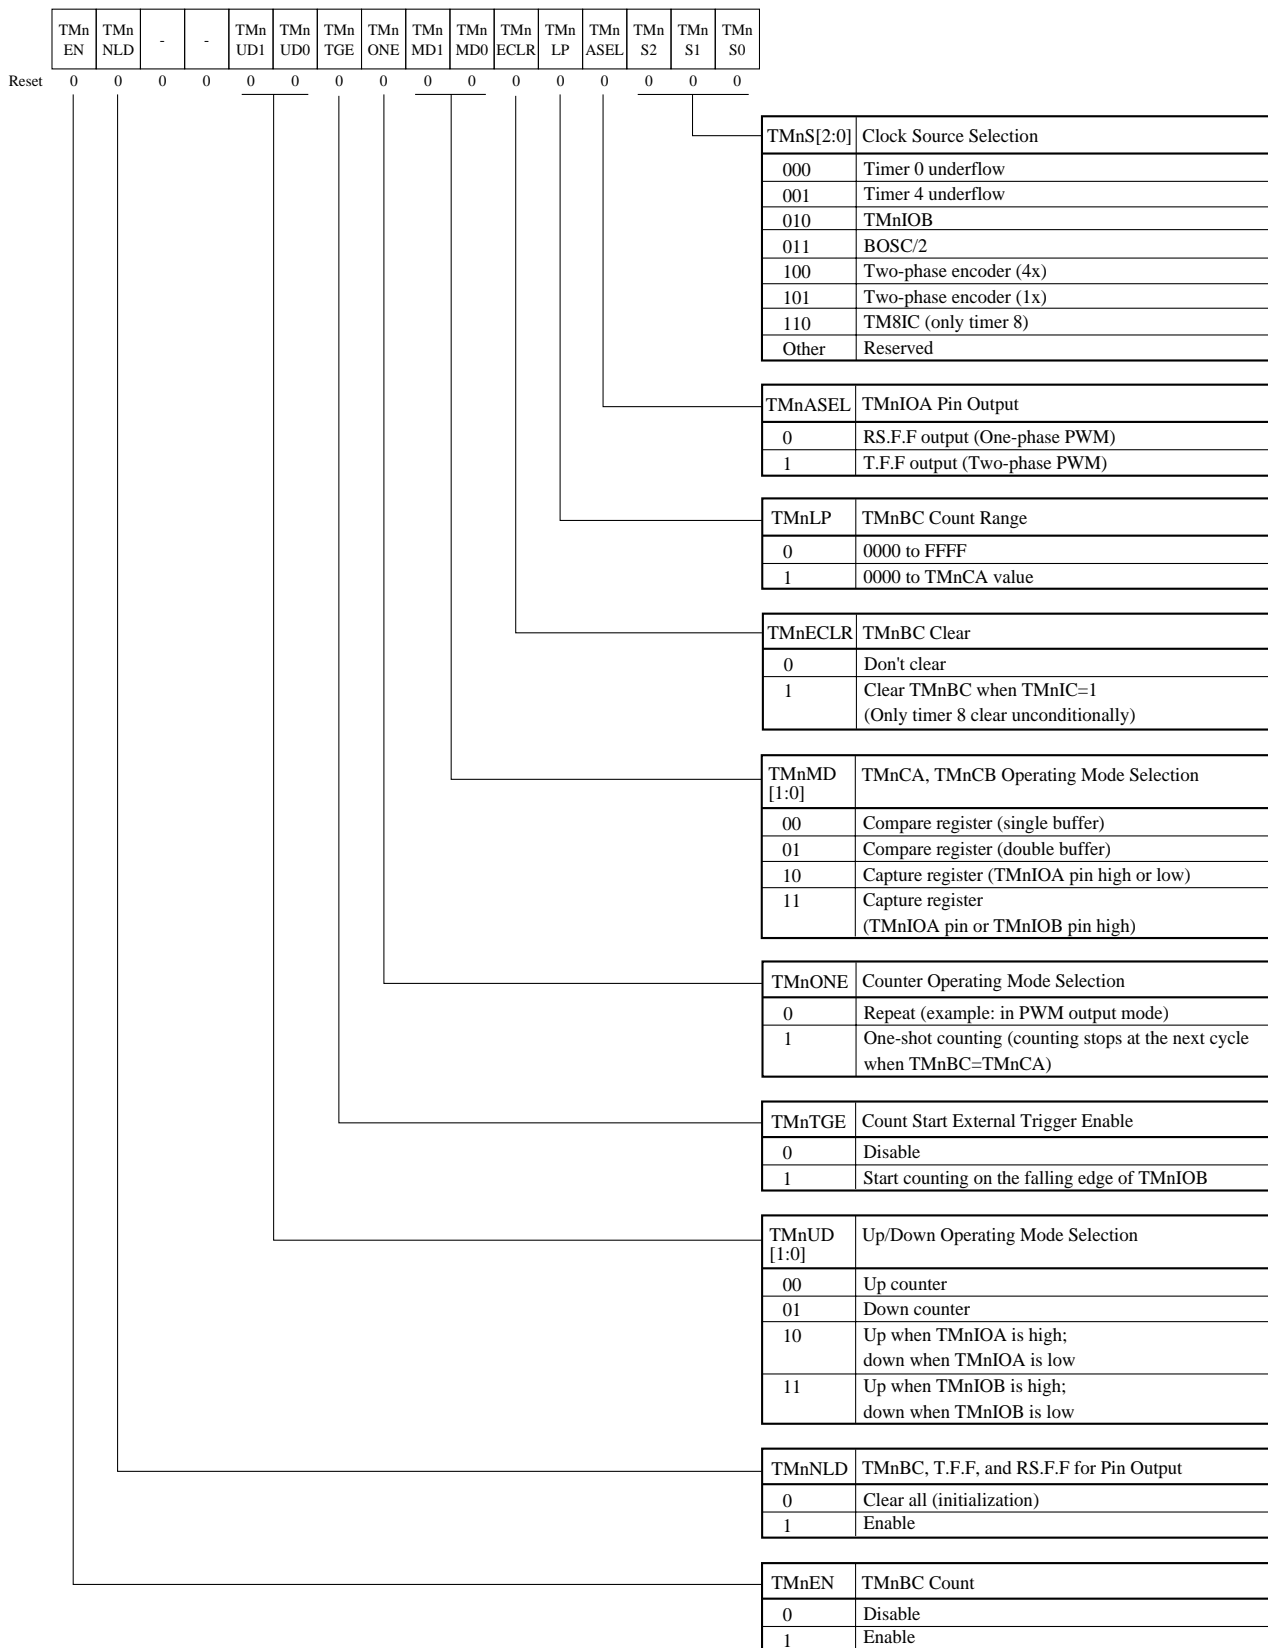 TMn TMn TMn TMn TMn TMn TMn TMn TMn TMn TMn TMn TMn TMn
EN NLD - - UD1 UD0 TGE ONE MD1 MD0 ECLR LP ASEL S2 S1 S0
Reset 0 0 0 0 0 0 0 0 0 0 0 0 0 0 0 0
TMnS[2:0] Clock Source Selection
000 Timer 0 underflow
001 Timer 4 underflow
010 TMnIOB
011 BOSC/2
100 Two-phase encoder (4x)
101 Two-phase encoder (1x)
110 TM8IC (only timer 8)
Other Reserved
TMnASEL TMnIOA Pin Output
0 RS.F.F output (One-phase PWM)
1 T.F.F output (Two-phase PWM)
TMnLP TMnBC Count Range
0 0000 to FFFF
1 0000 to TMnCA value
TMnECLR TMnBC Clear
0 Don't clear
1 Clear TMnBC when TMnIC=1
(Only timer 8 clear unconditionally)
TMnMD TMnCA, TMnCB Operating Mode Selection
[1:0]
00 Compare register (single buffer)
01 Compare register (double buffer)
10 Capture register (TMnIOA pin high or low)
11 Capture register
(TMnIOA pin or TMnIOB pin high)
TMnONE Counter Operating Mode Selection
0 Repeat (example: in PWM output mode)
1 One-shot counting (counting stops at the next cycle
when TMnBC=TMnCA)
TMnTGE Count Start External Trigger Enable
0 Disable
1 Start counting on the falling edge of TMnIOB
TMnUD Up/Down Operating Mode Selection
[1:0]
00 Up counter
01 Down counter
10 Up when TMnIOA is high;
down when TMnIOA is low
11 Up when TMnIOB is high;
down when TMnIOB is low
TMnNLD TMnBC, T.F.F, and RS.F.F for Pin Output
0 Clear all (initialization)
1 Enable
TMnEN TMnBC Count
0 Disable
1 Enable